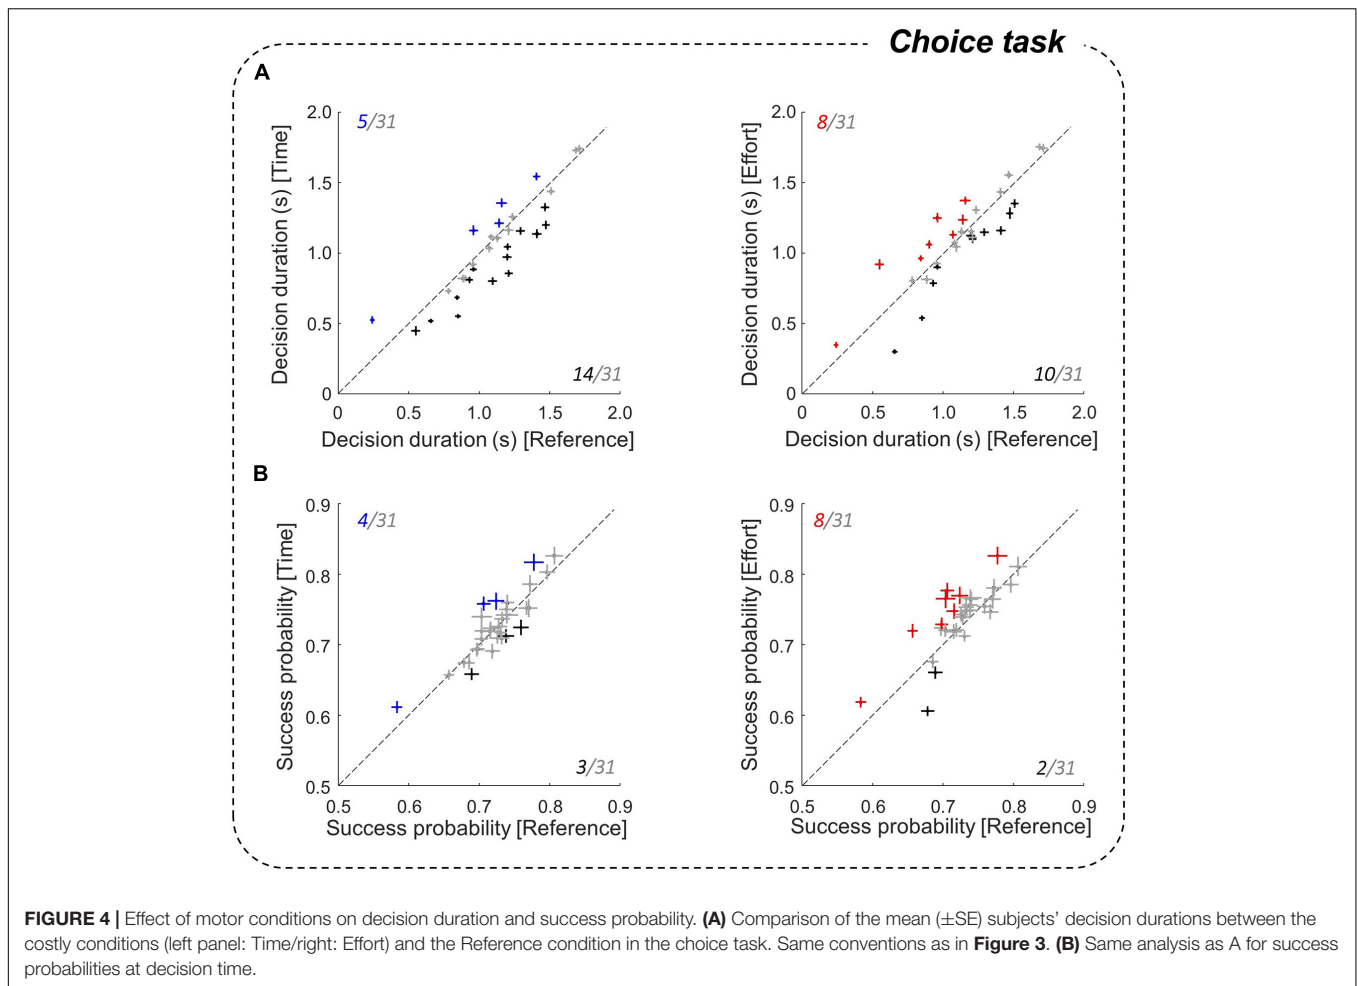 Choice task
A
2.0
1.5
1.0
0.5
0
5/31
14/31
0 0.5 1.0 1.5 2.0
Decision duration (s) [Time]
Decision duration (s) [Reference]
2.0
1.5
1.0
0.5
0
8/31
10/31
0 0.5 1.0 1.5 2.0
Decision duration (s) [Effort]
Decision duration (s) [Reference]
B
0.9
0.8
0.7
0.6
0.5
4/31
3/31
0.5 0.6 0.7 0.8 0.9
Success probability [Time]
Success probability [Reference]
0.9
0.8
0.7
0.6
0.5
8/31
2/31
0.5 0.6 0.7 0.8 0.9
Success probability [Effort]
Success probability [Reference]
FIGURE 4 | Effect of motor conditions on decision duration and success probability. (A) Comparison of the mean (±SE) subjects’ decision durations between the
costly conditions (left panel: Time/right: Effort) and the Reference condition in the choice task. Same conventions as in Figure 3. (B) Same analysis as A for success
probabilities at decision time.